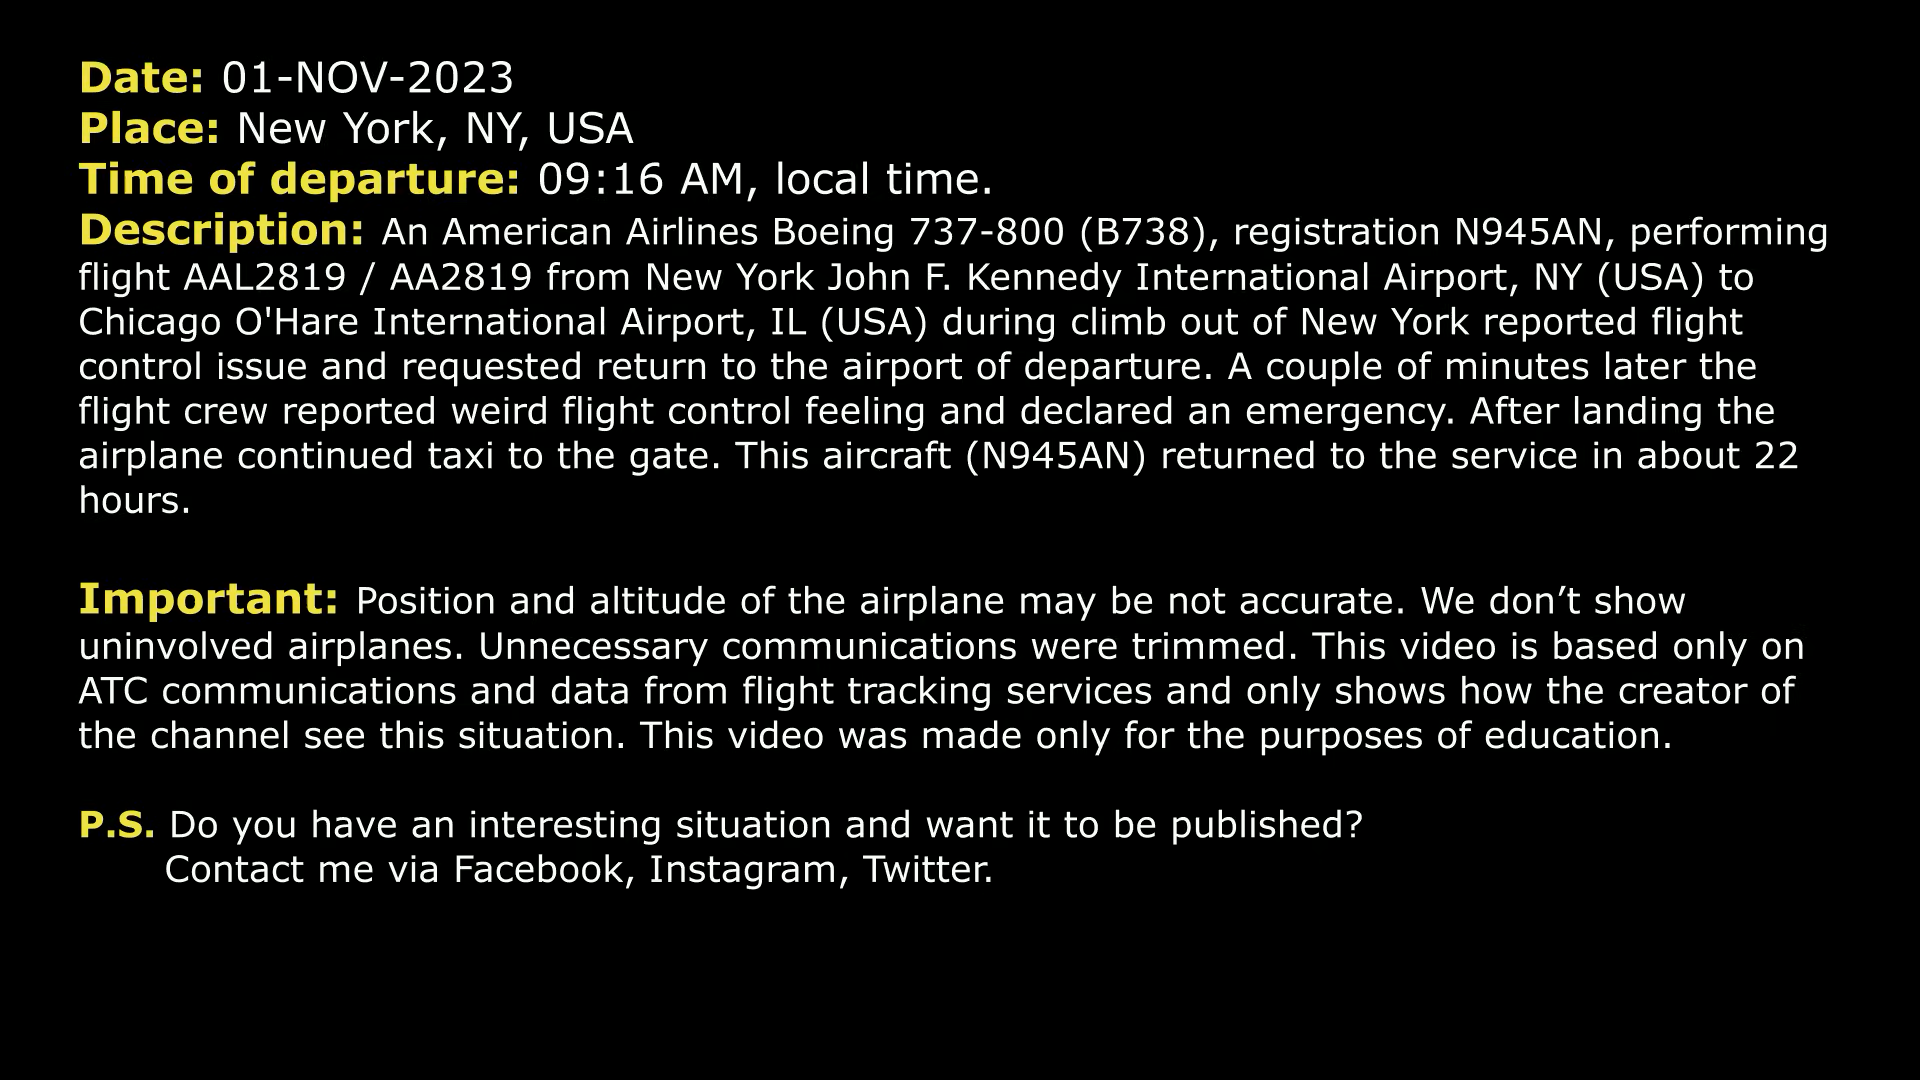 Date: 01-NOV-2023
Place: New York, NY, USA
Time of departure: 09:16 AM, local time.
Description: An American Airlines Boeing 737-800 (B738), registration N945AN, performing
flight AAL2819 / AA2819 from New York John F. Kennedy International Airport, NY (USA) to
Chicago O'Hare International Airport, IL (USA) during climb out of New York reported flight
control issue and requested return to the airport of departure. A couple of minutes later the
flight crew reported weird flight control feeling and declared an emergency. After landing the
airplane continued taxi to the gate. This aircraft (N945AN) returned to the service in about 22
hours.
Important: Position and altitude of the airplane may be not accurate. We don’t show
uninvolved airplanes. Unnecessary communications were trimmed. This video is based only on
ATC communications and data from flight tracking services and only shows how the creator of
the channel see this situation. This video was made only for the purposes of education.
P.S. Do you have an interesting situation and want it to be published?
Contact me via Facebook, Instagram, Twitter.